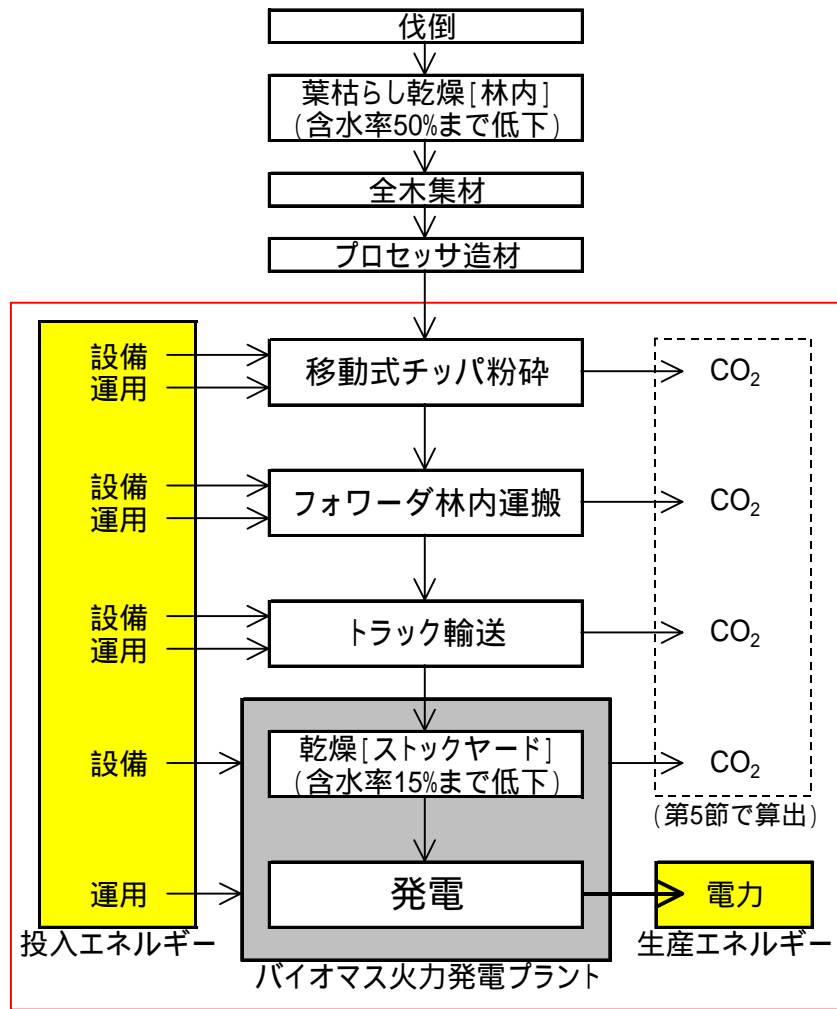 伐倒
葉枯らし乾燥[林内]
(含水率50%まで低下)
全木集材
プロセッサ造材
設備
運用
移動式チッパ粉砕
CO₂
設備
運用
フォワーダ林内運搬
CO₂
設備
運用
トラック輸送
CO₂
設備
乾燥[ストックヤード]
(含水率15%まで低下)
CO₂
(第5節で算出)
運用
発電
電力
投入エネルギー
生産エネルギー
バイオマス火力発電プラント